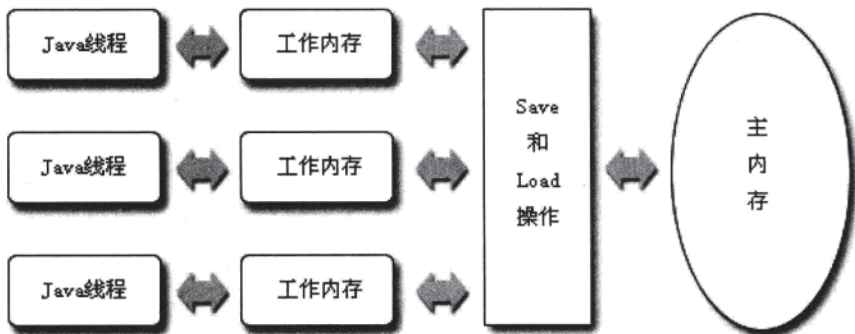 Java线程
工作内存
Java线程
工作内存
Java线程
工作内存
Save
和
Load
操作
主
内
存